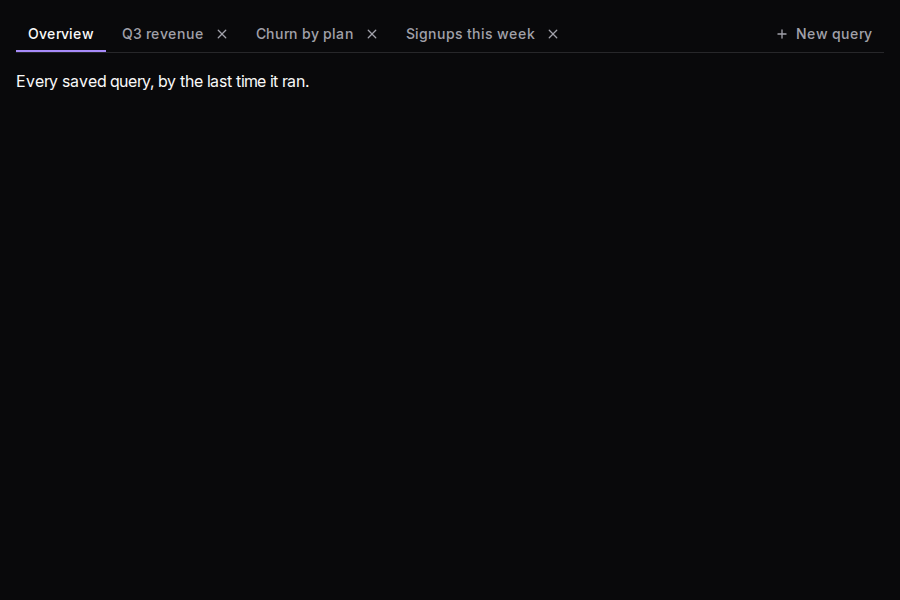 Overview Q3 revenue Churn by plan Signups this week New query
Every saved query, by the last time it ran.